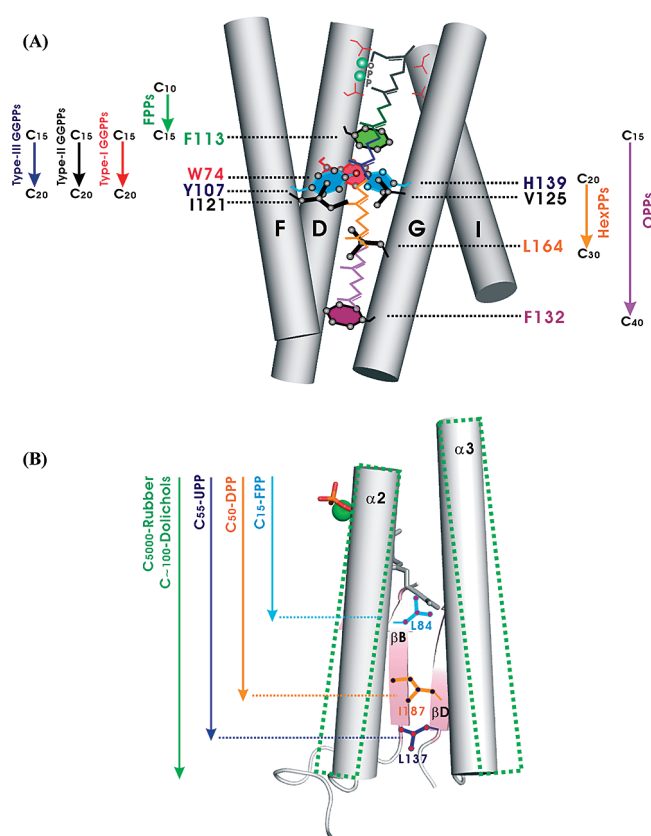 (A)
C10
FPPs
C15
Type-III GGPPs
C15
C20
Type-II GGPPs
C15
C20
Type-I GGPPs
C15
C20
F113
W74
Y107
I121
O
P
P
F
D
G
I
H139
V125
L164
F132
C20
HexPPs
C30
C15
OPPs
C40
(B)
C5000-Rubber
C~100-Dolichols
C55-UPP
C50-DPP
C15-FPP
α2
α3
L84
βB
I187
βD
L137